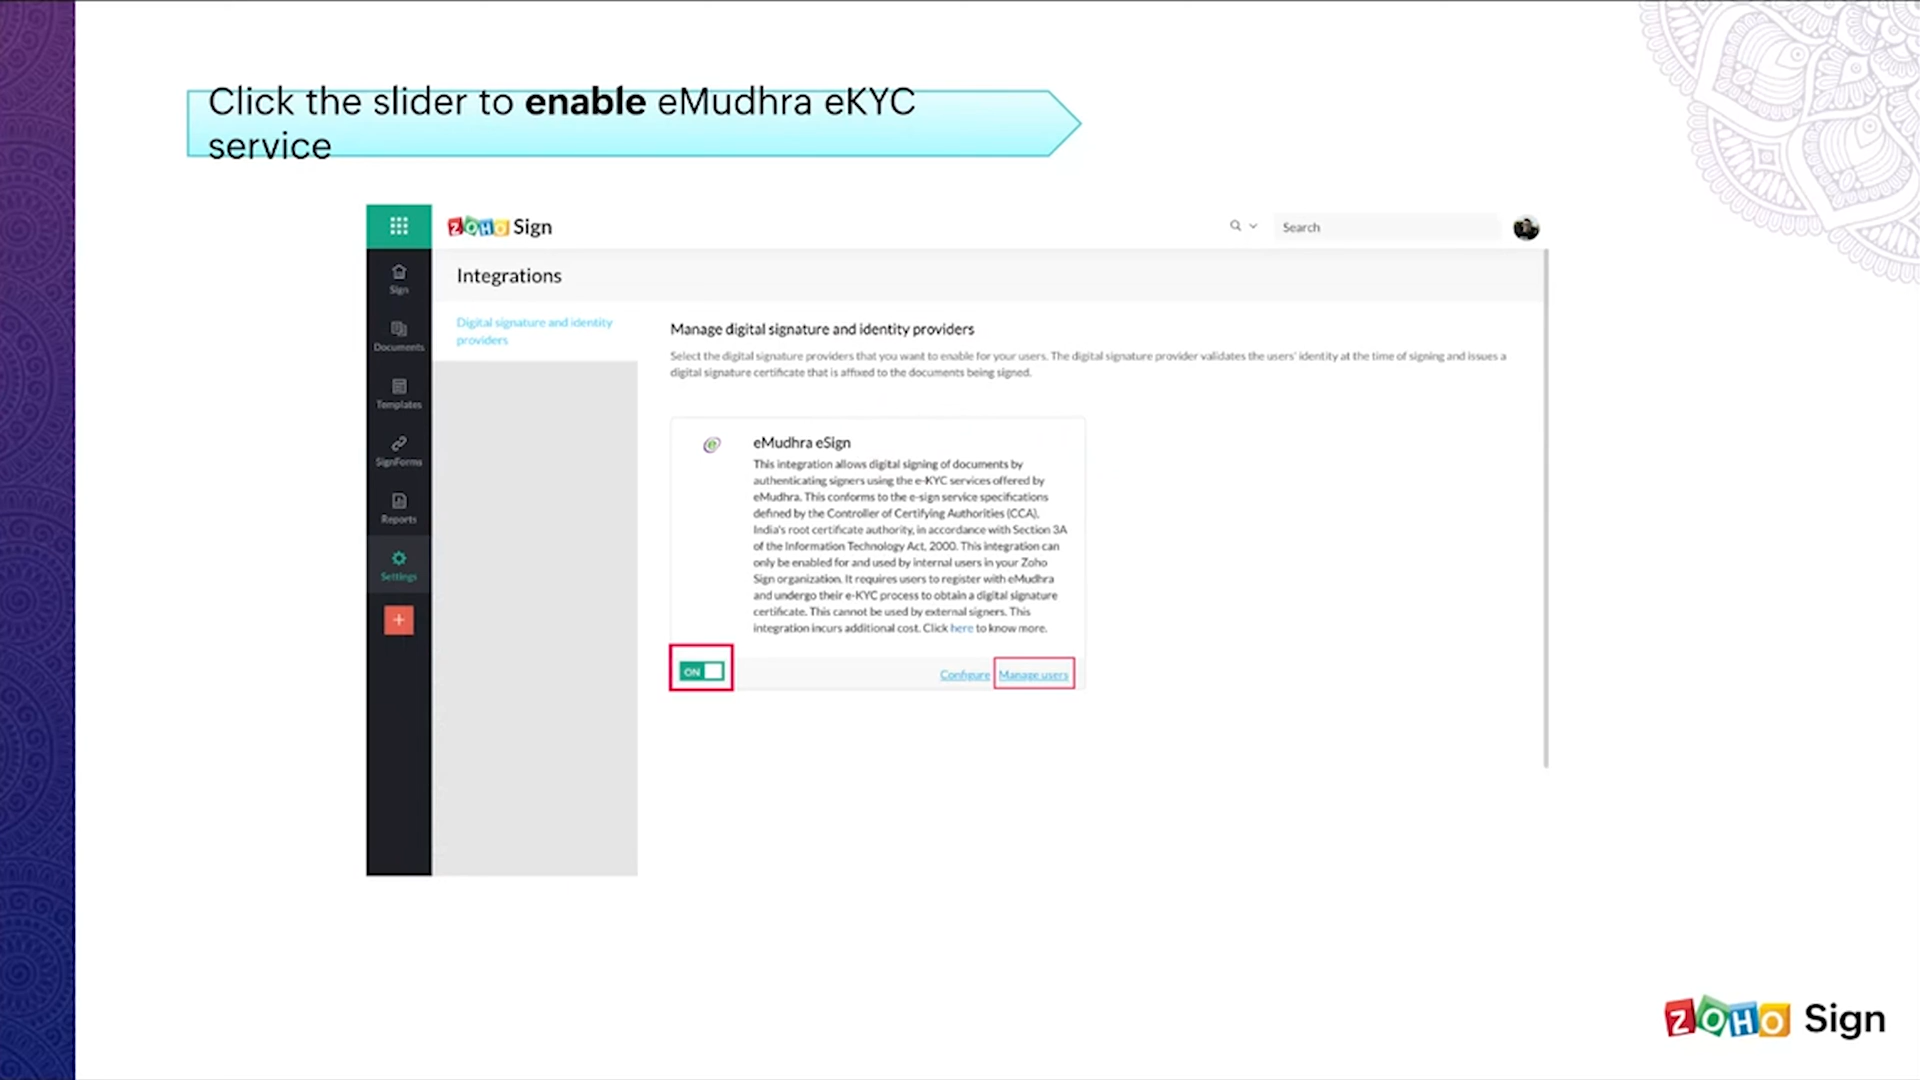 Click the slider to enable eMudhra eKYC
service
ZOHO Sign
Search
Integrations
Sign
Documents
Templates
SignForms
Reports
Settings
+
Digital signature and identity
providers
Manage digital signature and identity providers
Select the digital signature providers that you want to enable for your users. The digital signature provider validates the users' identity at the time of signing and issues a
digital signature certificate that is affixed to the documents being signed.
eMudhra eSign
This integration allows digital signing of documents by
authenticating signers using the e-KYC services offered by
eMudhra. This conforms to the e-sign service specifications
defined by the Controller of Certifying Authorities (CCA),
India's root certificate authority, in accordance with Section 3A
of the Information Technology Act, 2000. This integration can
only be enabled for and used by internal users in your Zoho
Sign organization. It requires users to register with eMudhra
and undergo their e-KYC process to obtain a digital signature
certificate. This cannot be used by external signers. This
integration incurs additional cost. Click here to know more.
ON
Configure Manage users
ZOHO Sign